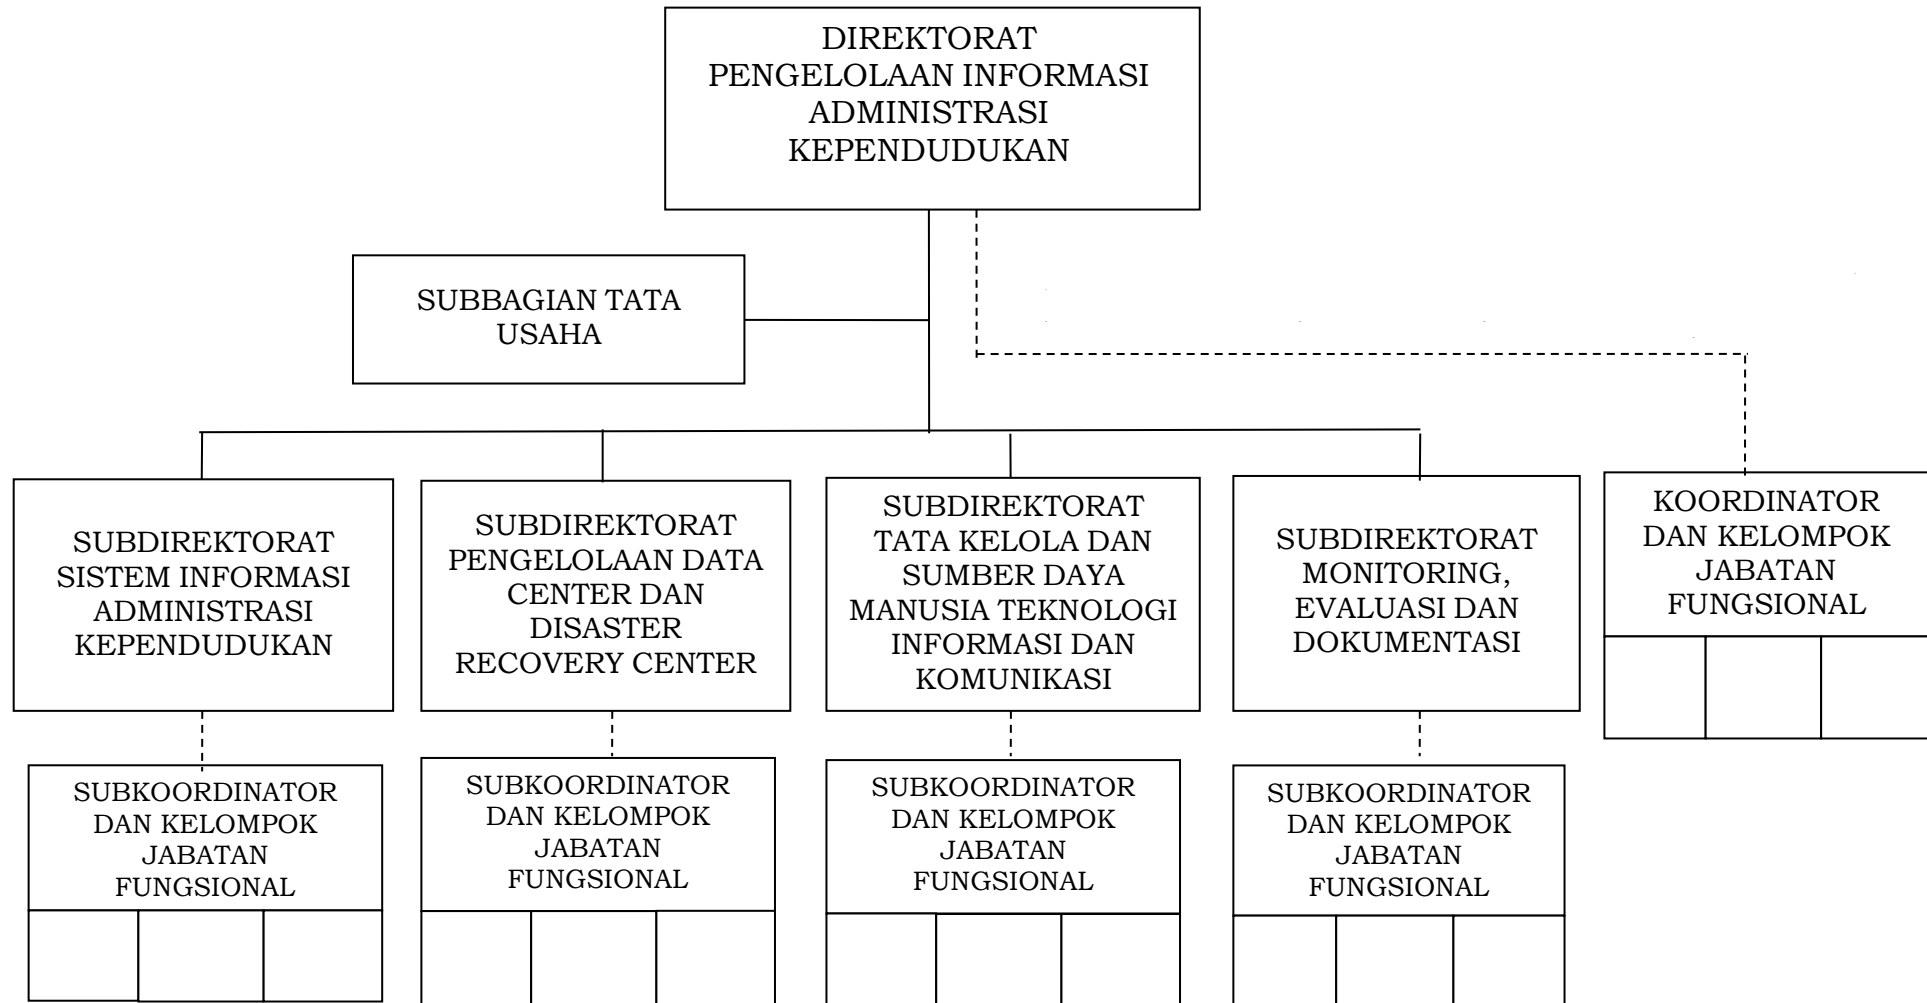 DIREKTORAT
PENGELOLAAN INFORMASI
ADMINISTRASI
KEPENDUDUKAN
SUBBAGIAN TATA
USAHA
SUBDIREKTORAT
SISTEM INFORMASI
ADMINISTRASI
KEPENDUDUKAN
SUBDIREKTORAT
PENGELOLAAN DATA
CENTER DAN
DISASTER
RECOVERY CENTER
SUBDIREKTORAT
TATA KELOLA DAN
SUMBER DAYA
MANUSIA TEKNOLOGI
INFORMASI DAN
KOMUNIKASI
SUBDIREKTORAT
MONITORING,
EVALUASI DAN
DOKUMENTASI
KOORDINATOR
DAN KELOMPOK
JABATAN
FUNGSIONAL
SUBKOORDINATOR
DAN KELOMPOK
JABATAN
FUNGSIONAL
SUBKOORDINATOR
DAN KELOMPOK
JABATAN
FUNGSIONAL
SUBKOORDINATOR
DAN KELOMPOK
JABATAN
FUNGSIONAL
SUBKOORDINATOR
DAN KELOMPOK
JABATAN
FUNGSIONAL